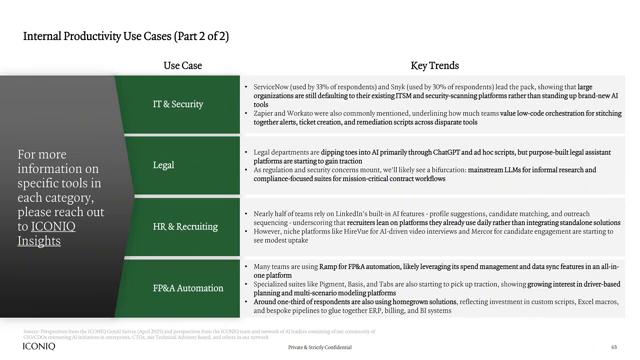 Internal Productivity Use Cases (Part 2 of 2)
Use Case
Key Trends
For more
information on
specific tools in
each category,
please reach out
to ICONIQ
Insights
IT & Security
• ServiceNow (used by 33% of respondents) and Snyk (used by 30% of respondents) lead the pack, showing that large
organizations are still defaulting to their existing ITSM and security-scanning platforms rather than standing up brand-new AI
tools
• Zapier and Workato were also commonly mentioned, underlining how much teams value low-code orchestration for stitching
together alerts, ticket creation, and remediation scripts across disparate tools
Legal
• Legal departments are dipping toes into AI primarily through ChatGPT and ad hoc scripts, but purpose-built legal assistant
platforms are starting to gain traction
• As regulation and security concerns mount, we'll likely see a bifurcation: mainstream LLMs for informal research and
compliance-focused suites for mission-critical contract workflows
HR & Recruiting
• Nearly half of teams rely on LinkedIn's built-in AI features - profile suggestions, candidate matching, and outreach
sequencing - underscoring that recruiters lean on platforms they already use daily rather than integrating standalone solutions
• However, niche platforms like HireVue for AI-driven video interviews and Mercor for candidate engagement are starting to
see modest uptake
FP&A Automation
• Many teams are using Ramp for FP&A automation, likely leveraging its spend management and data sync features in an all-in-
one platform
• Specialized suites like Pigment, Basis, and Tabs are also starting to pick up traction, showing growing interest in driver-based
planning and multi-scenario modeling platforms
• Around one-third of respondents are also using homegrown solutions, reflecting investment in custom scripts, Excel macros,
and bespoke pipelines to glue together ERP, billing, and BI systems
Source: Perspectives from the ICONIQ GenAI Survey (April 2025) and perspectives from the ICONIQ team and network of AI leaders consisting of our community of
CIO/CDOs overseeing AI initiatives in enterprises, CTOs, our Technical Advisory Board, and others in our network
ICONIQ
Private & Strictly Confidential
63